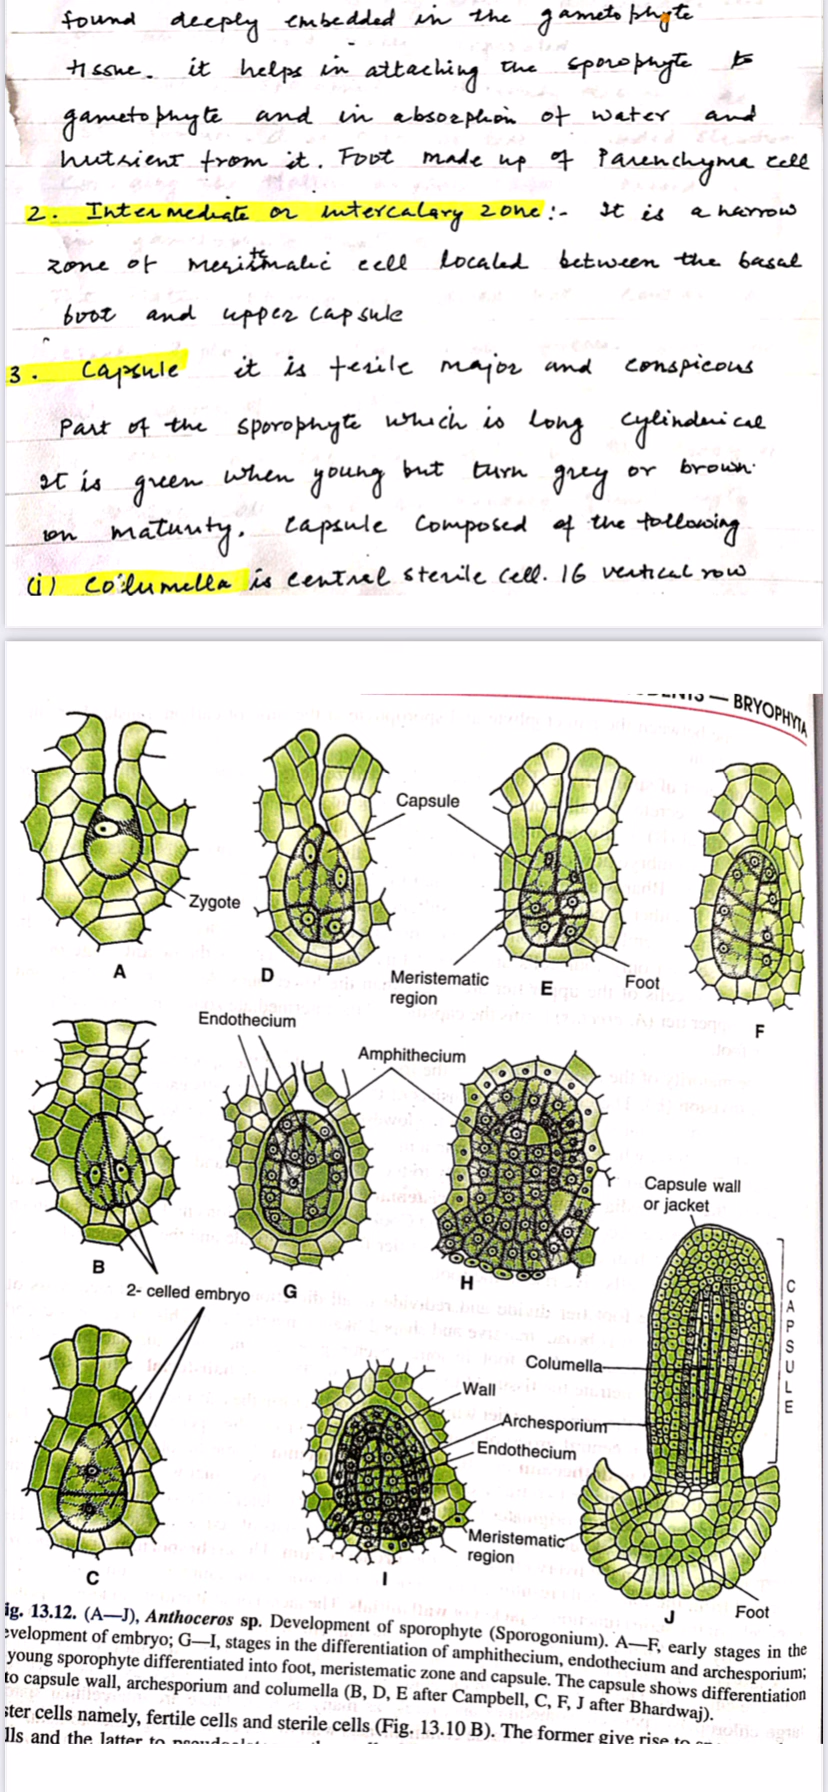 found deeply embedded in the gametophyte
tissue. it helps in attaching the sporophyte to
gametophyte and in absorption of water and
nutrient from it. Foot made up of Parenchyma cell
2. Intermediate or intercalary zone :- It is a narrow
zone of meristmatic cell located between the basal
foot and upper capsule
3. Capsule it is ferile major and conspicous
Part of the sporophyte which is long cylinderical
It is green when young but turn grey or brown.
on maturity. Capsule Composed of the following
(i) Columella is central sterile cell. 16 vertical row
— BRYOPHYTA
Capsule
Zygote
A
D
Meristematic
region
E
Foot
F
Endothecium
Amphithecium
Capsule wall
or jacket
B
2- celled embryo
G
H
CAPSULE
Columella
Wall
Archesporium
Endothecium
Meristematic
region
C
I
J
Foot
ig. 13.12. (A—J), Anthoceros sp. Development of sporophyte (Sporogonium). A—F, early stages in the
evelopment of embryo; G—I, stages in the differentiation of amphithecium, endothecium and archesporium;
young sporophyte differentiated into foot, meristematic zone and capsule. The capsule shows differentiation
to capsule wall, archesporium and columella (B, D, E after Campbell, C, F, J after Bhardwaj).
ster cells namely, fertile cells and sterile cells (Fig. 13.10 B). The former give rise to
lls and the latter to